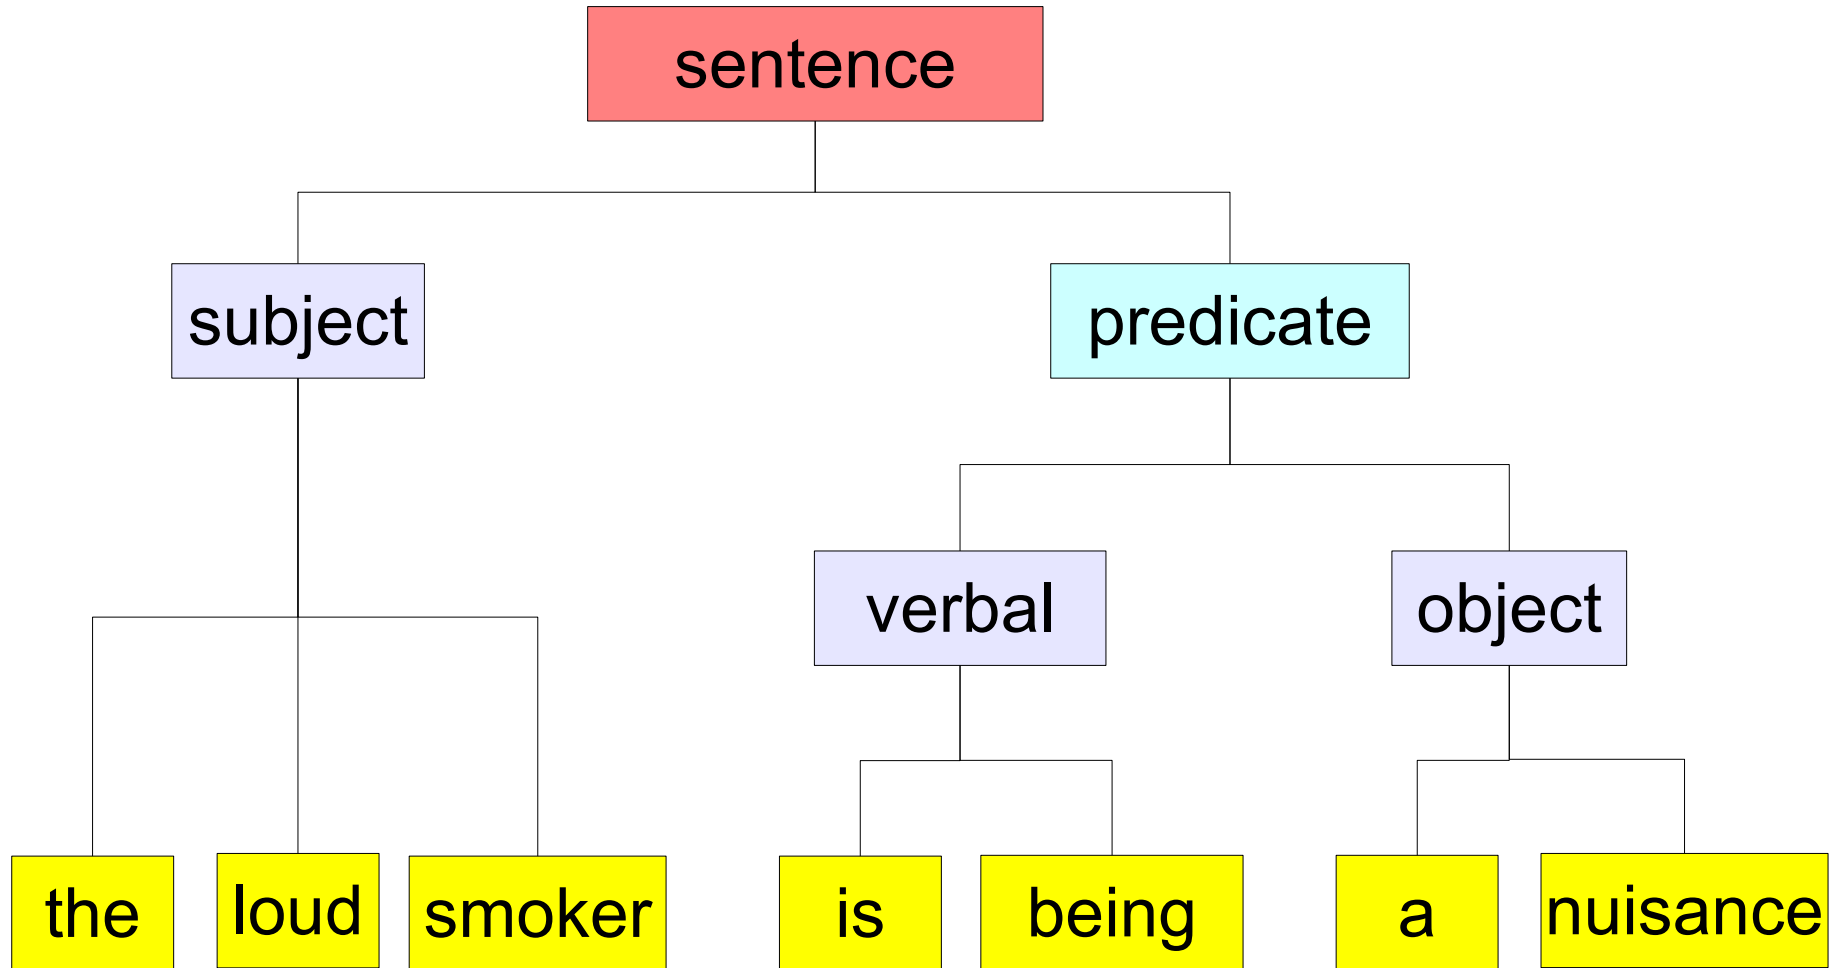 sentence
subject
predicate
verbal
object
the loud smoker is being a nuisance